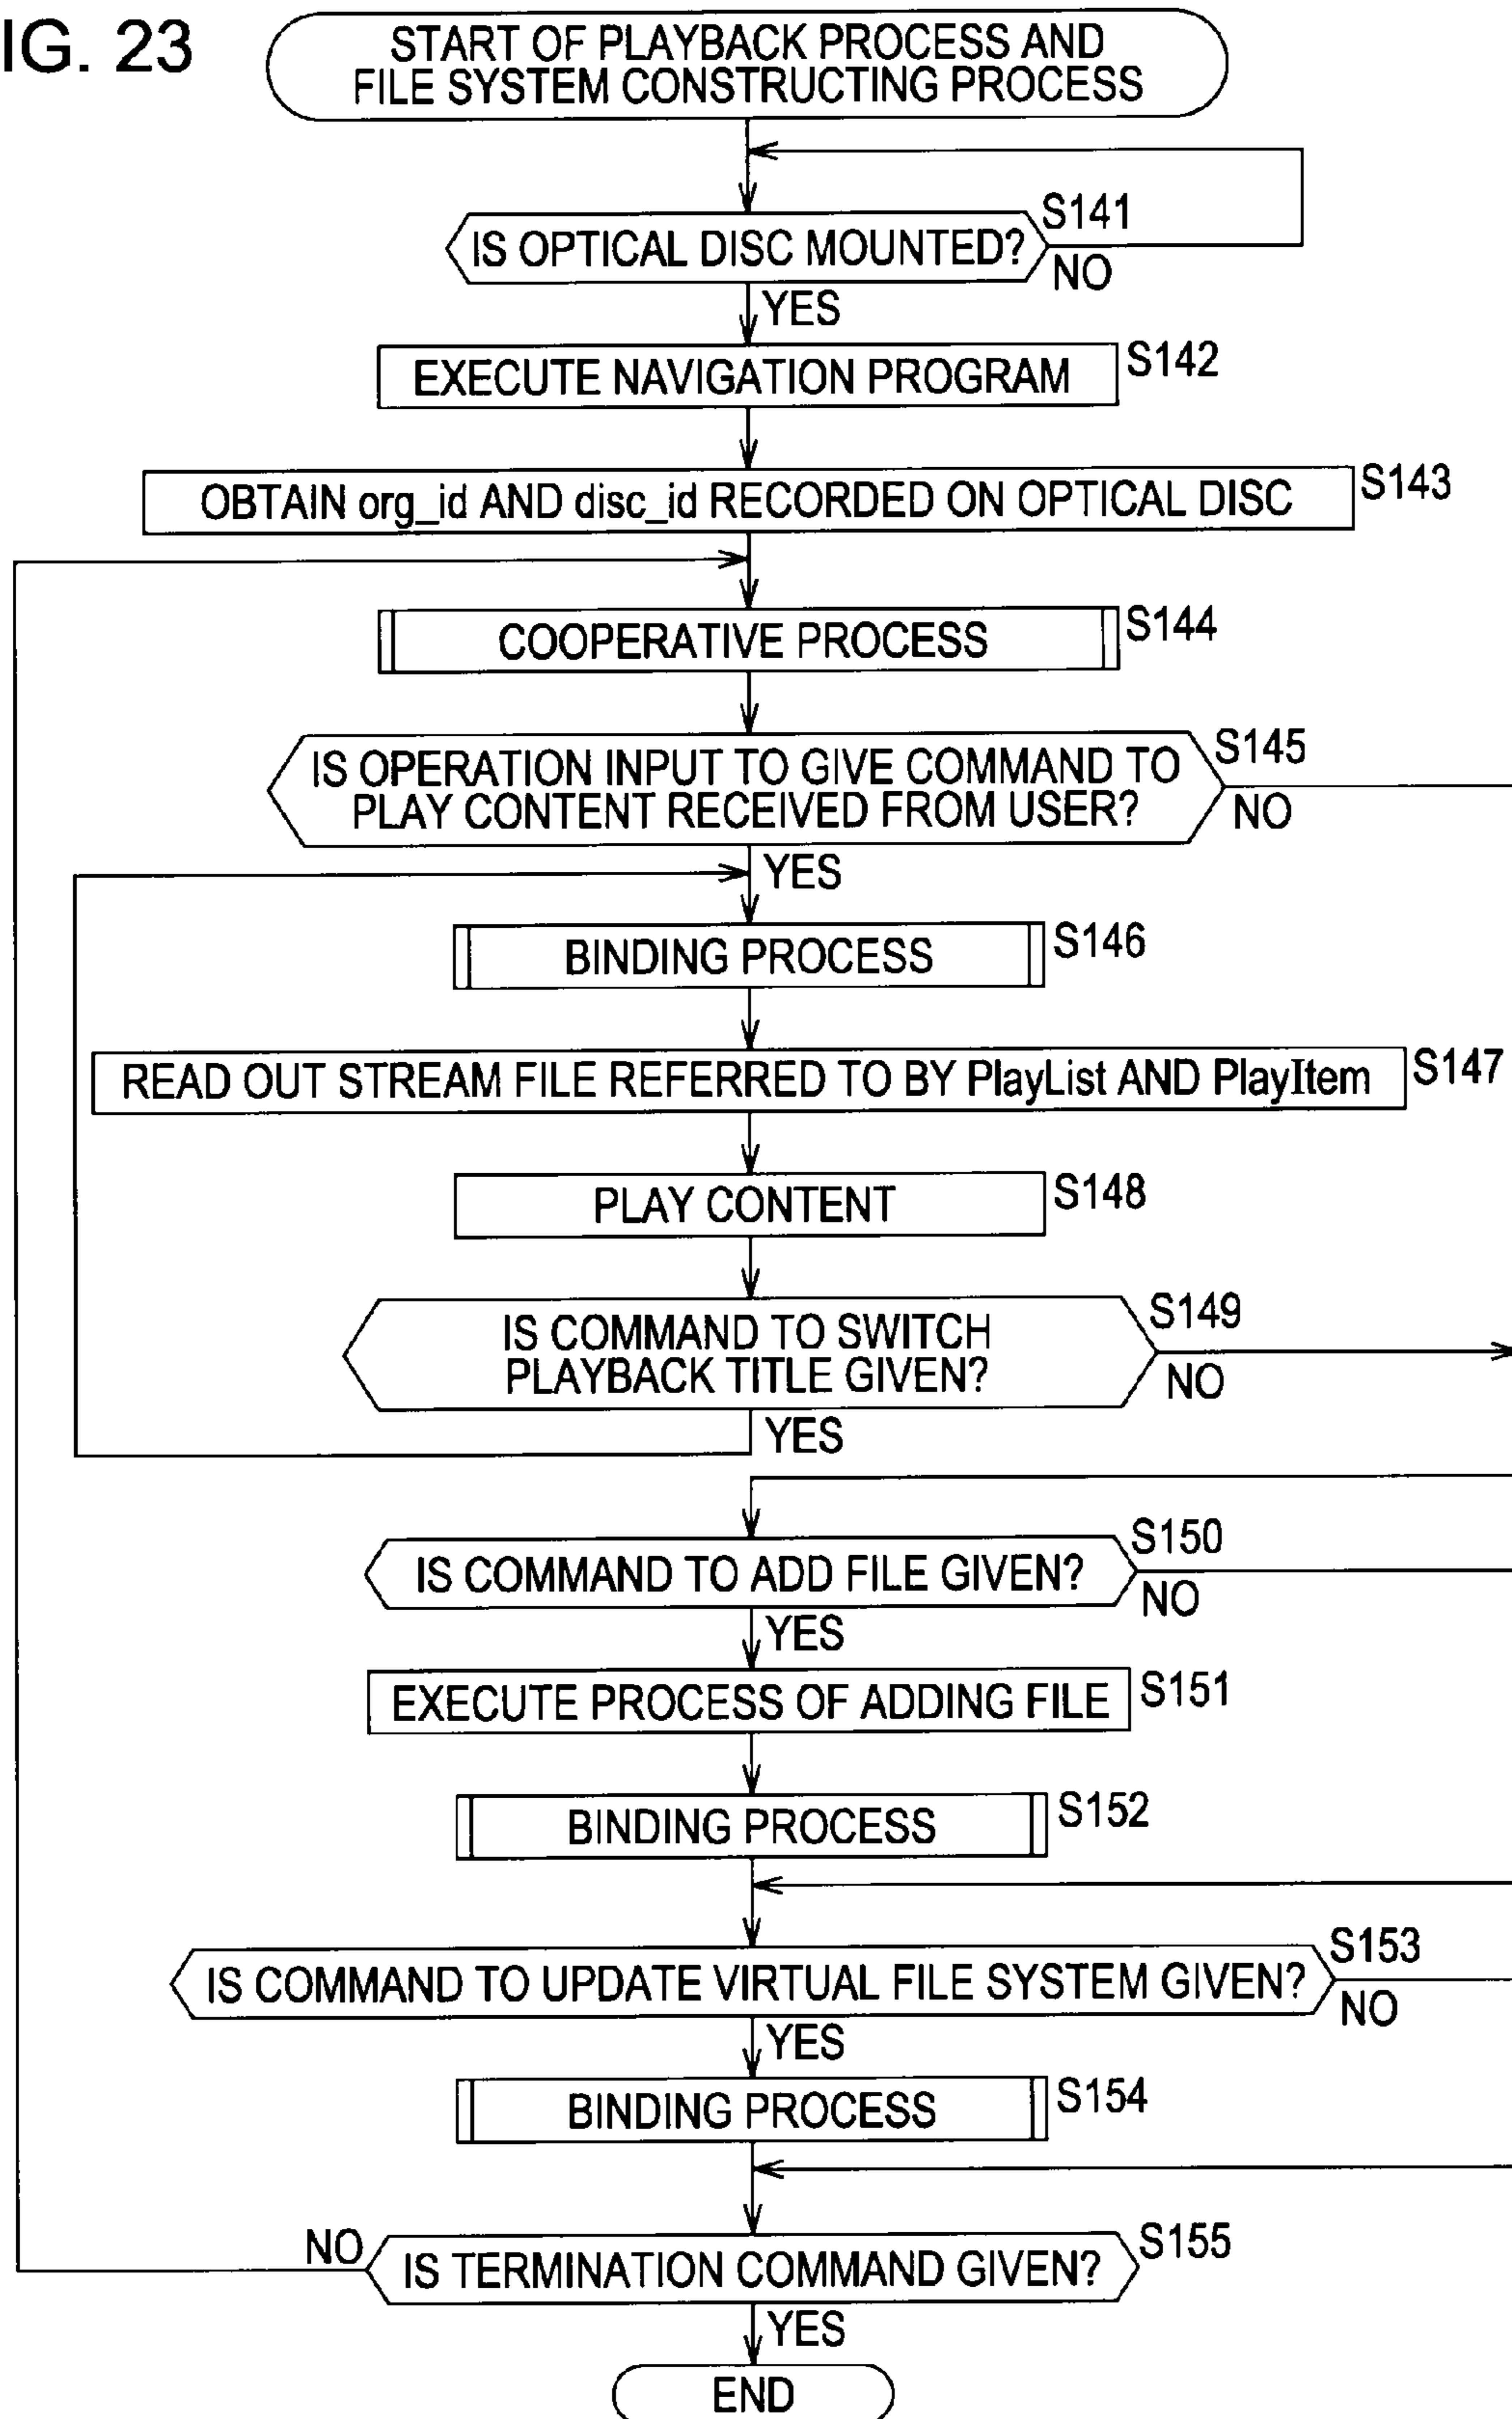 IG. 23
START OF PLAYBACK PROCESS AND
FILE SYSTEM CONSTRUCTING PROCESS
S141
IS OPTICAL DISC MOUNTED?
NO
YES
S142
EXECUTE NAVIGATION PROGRAM
S143
OBTAIN org_id AND disc_id RECORDED ON OPTICAL DISC
S144
COOPERATIVE PROCESS
S145
IS OPERATION INPUT TO GIVE COMMAND TO
PLAY CONTENT RECEIVED FROM USER?
NO
YES
S146
BINDING PROCESS
S147
READ OUT STREAM FILE REFERRED TO BY PlayList AND PlayItem
S148
PLAY CONTENT
S149
IS COMMAND TO SWITCH
PLAYBACK TITLE GIVEN?
NO
YES
S150
IS COMMAND TO ADD FILE GIVEN?
NO
YES
S151
EXECUTE PROCESS OF ADDING FILE
S152
BINDING PROCESS
S153
IS COMMAND TO UPDATE VIRTUAL FILE SYSTEM GIVEN?
NO
YES
S154
BINDING PROCESS
NO
S155
IS TERMINATION COMMAND GIVEN?
YES
END